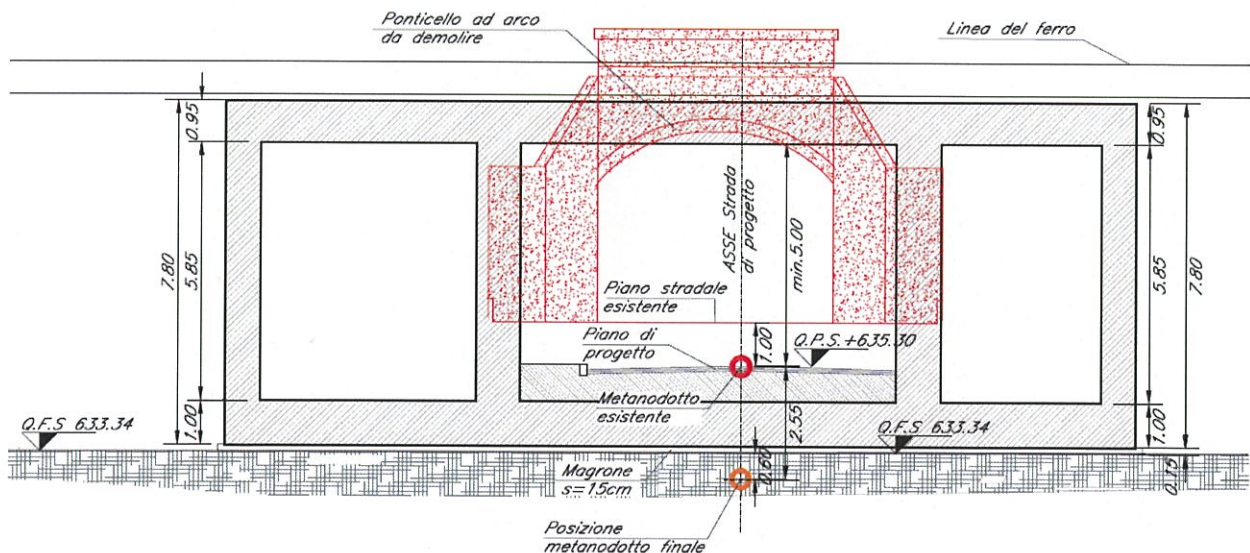 Ponticello ad arco
da demolire
Linea del ferro
0.95
5.85
7.80
1.00
0.95
5.85
7.80
1.00
0.15
ASSE Strada
di progetto
min.5.00
Piano stradale
esistente
Piano di
progetto
1.00
Q.P.S.+635.30
Metanodotto
esistente
2.55
Q.F.S 633.34
Q.F.S 633.34
Magrone
s=15cm
0.60
Posizione
metanodotto finale